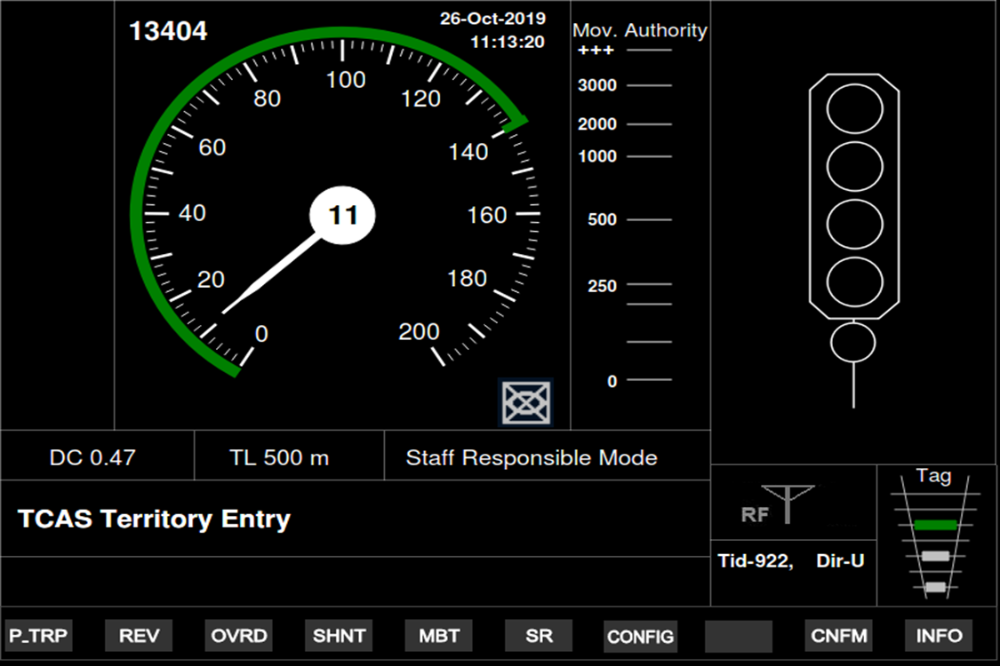 13404
26-Oct-2019
11:13:20
0
20
40
60
80
100
120
140
160
180
200
11
Mov. Authority
+++
3000
2000
1000
500
250
0
DC 0.47
TL 500 m
Staff Responsible Mode
TCAS Territory Entry
RF
Tag
Tid-922, Dir-U
P_TRP
REV
OVRD
SHNT
MBT
SR
CONFIG
CNFM
INFO